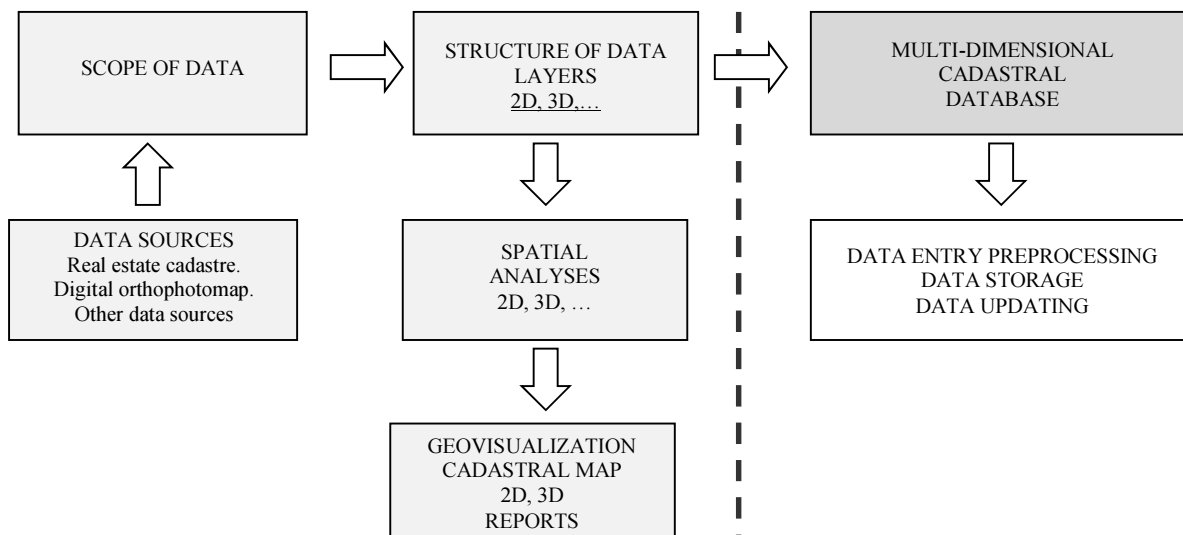 SCOPE OF DATA
STRUCTURE OF DATA
LAYERS
2D, 3D,…
MULTI-DIMENSIONAL
CADASTRAL
DATABASE
DATA SOURCES
Real estate cadastre.
Digital orthophotomap.
Other data sources
SPATIAL
ANALYSES
2D, 3D, …
DATA ENTRY PREPROCESSING
DATA STORAGE
DATA UPDATING
GEOVISUALIZATION
CADASTRAL MAP
2D, 3D
REPORTS